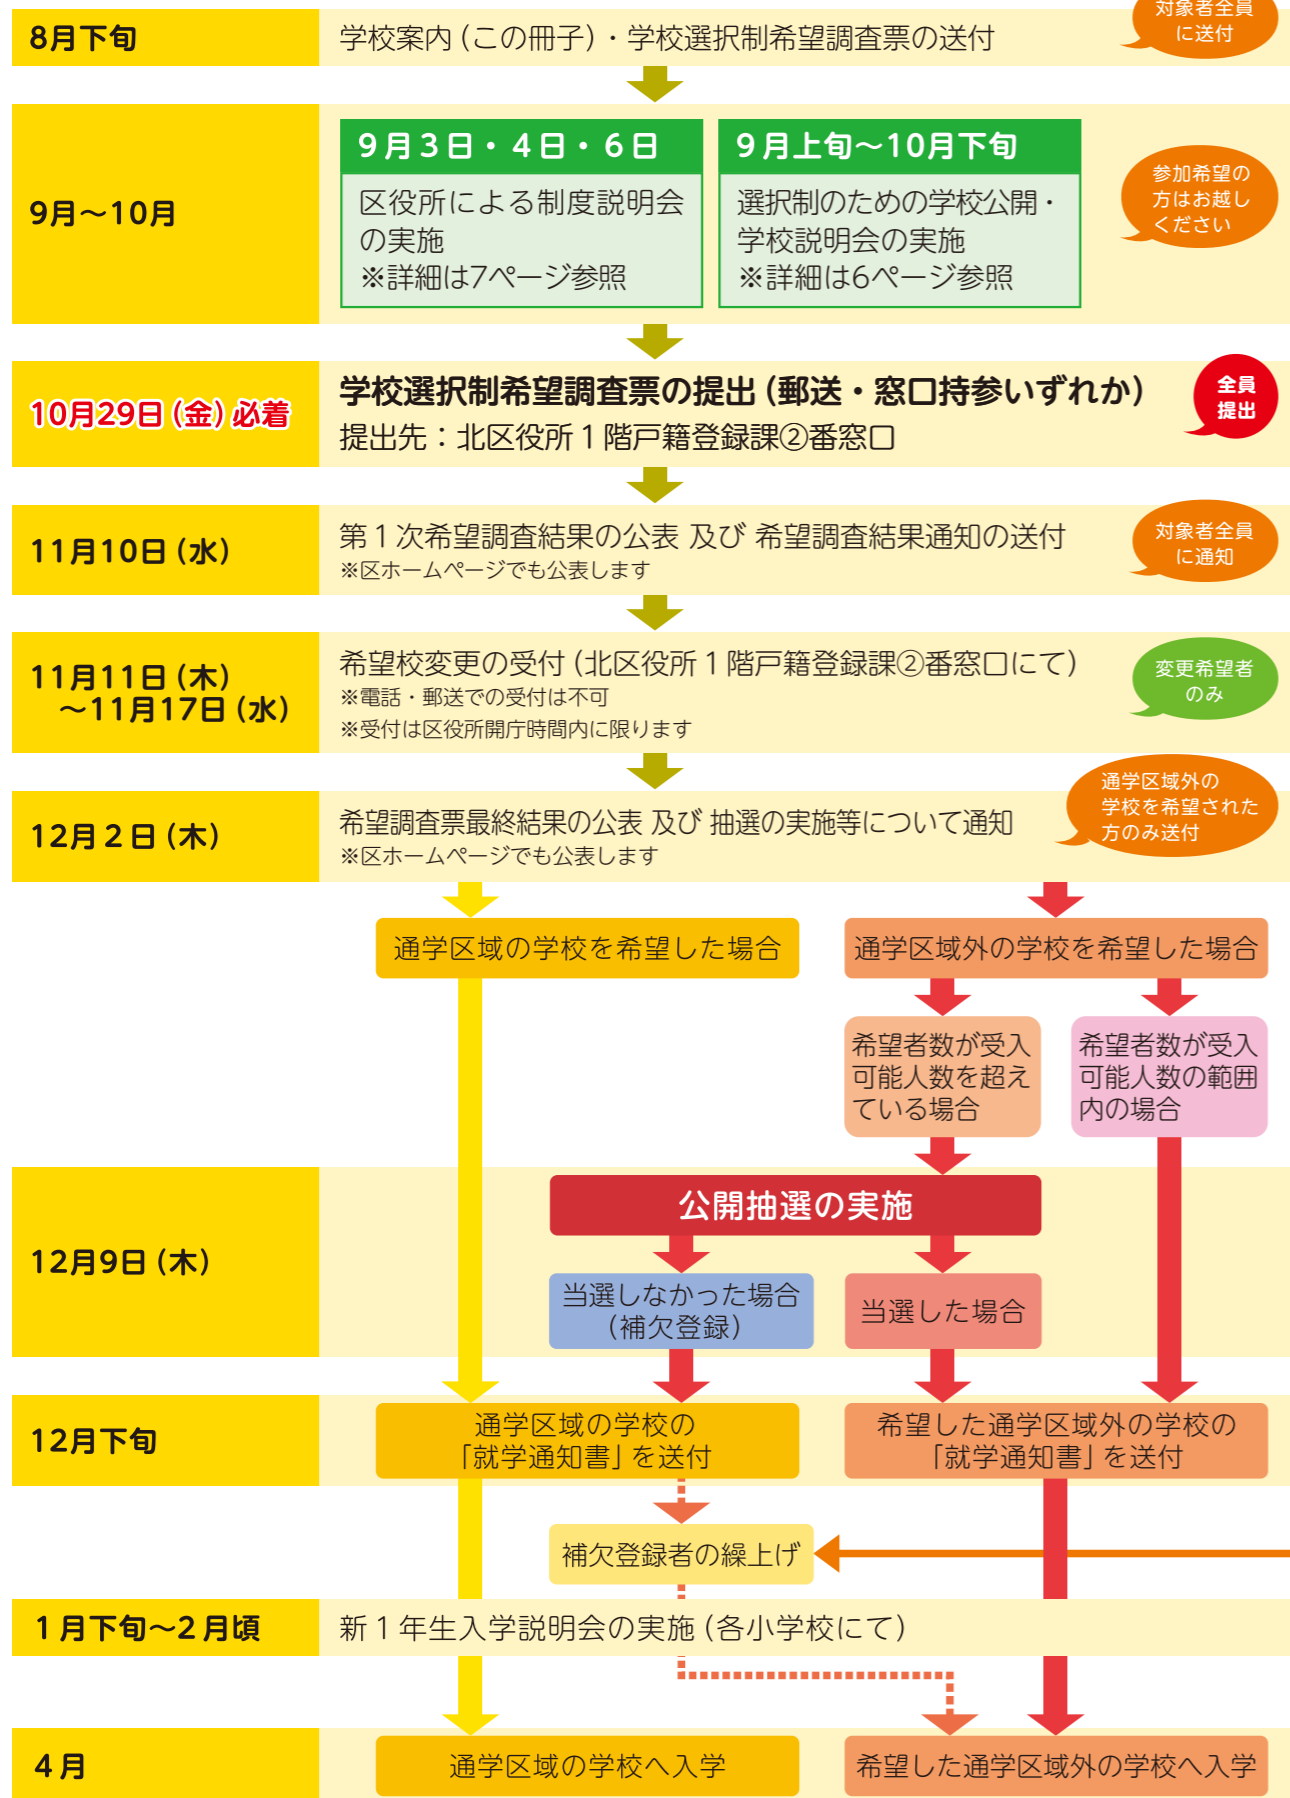 8月下旬
学校案内（この冊子）・学校選択制希望調査票の送付
対象者全員
に送付
9月～10月
9月3日・4日・6日
区役所による制度説明会
の実施
※詳細は7ページ参照
9月上旬～10月下旬
選択制のための学校公開・
学校説明会の実施
※詳細は6ページ参照
参加希望の
方はお越し
ください
10月29日（金）必着
学校選択制希望調査票の提出（郵送・窓口持参いずれか）
提出先：北区役所1階戸籍登録課②番窓口
全員
提出
11月10日（水）
第1次希望調査結果の公表 及び 希望調査結果通知の送付
※区ホームページでも公表します
対象者全員
に通知
11月11日（木）
～11月17日（水）
希望校変更の受付（北区役所1階戸籍登録課②番窓口にて）
※電話・郵送での受付は不可
※受付は区役所開庁時間内に限ります
変更希望者
のみ
12月2日（木）
希望調査票最終結果の公表 及び 抽選の実施等について通知
※区ホームページでも公表します
通学区域外の
学校を希望された
方のみ送付
通学区域の学校を希望した場合
通学区域外の学校を希望した場合
希望者数が受入
可能人数を超え
ている場合
希望者数が受入
可能人数の範囲
内の場合
12月9日（木）
公開抽選の実施
当選しなかった場合
（補欠登録）
当選した場合
12月下旬
通学区域の学校の
「就学通知書」を送付
希望した通学区域外の学校の
「就学通知書」を送付
補欠登録者の繰上げ
1月下旬～2月頃
新1年生入学説明会の実施（各小学校にて）
4月
通学区域の学校へ入学
希望した通学区域外の学校へ入学